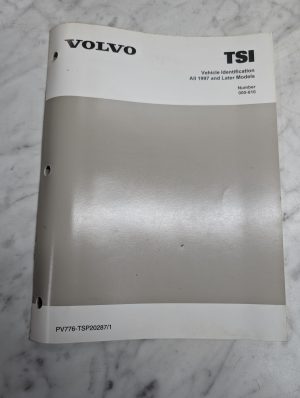 VOLVO
TSI
Vehicle Identification
All 1997 and Later Models
Number
PV776-TSP20287/1